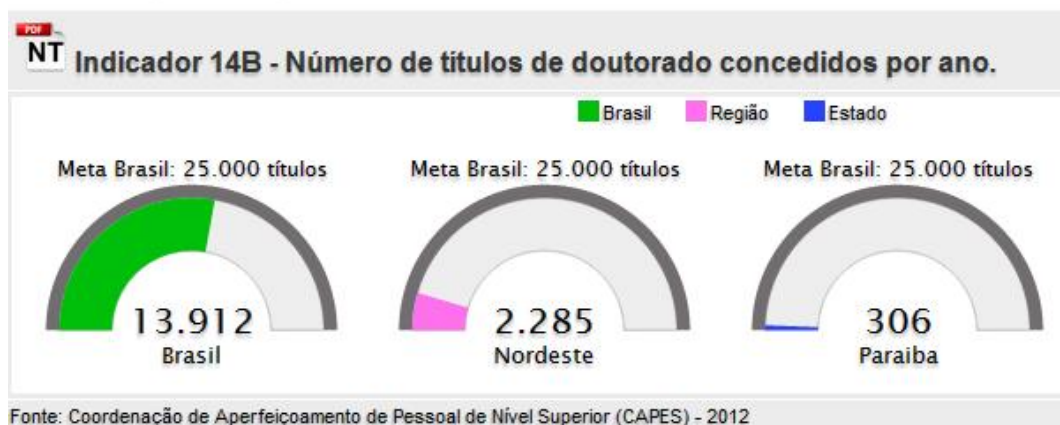 PDF
NT
Indicador 14B - Número de títulos de doutorado concedidos por ano.
Brasil
Região
Estado
Meta Brasil: 25.000 títulos
13.912
Brasil
Meta Brasil: 25.000 títulos
2.285
Nordeste
Meta Brasil: 25.000 títulos
306
Paraiba
Fonte: Coordenação de Aperfeiçoamento de Pessoal de Nível Superior (CAPES) - 2012